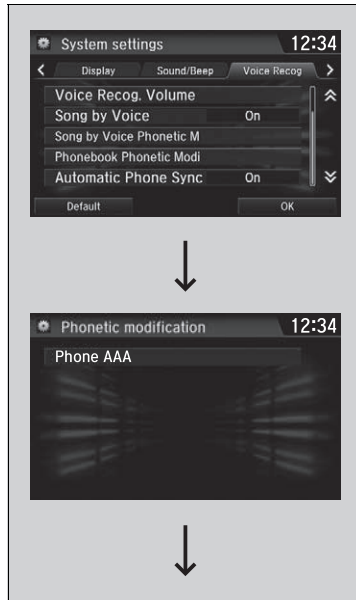 System settings 12:34
Display Sound/Beep Voice Recog
Voice Recog. Volume
Song by Voice On
Song by Voice Phonetic M
Phonebook Phonetic Modi
Automatic Phone Sync On
Default OK
Phonetic modification 12:34
Phone AAA